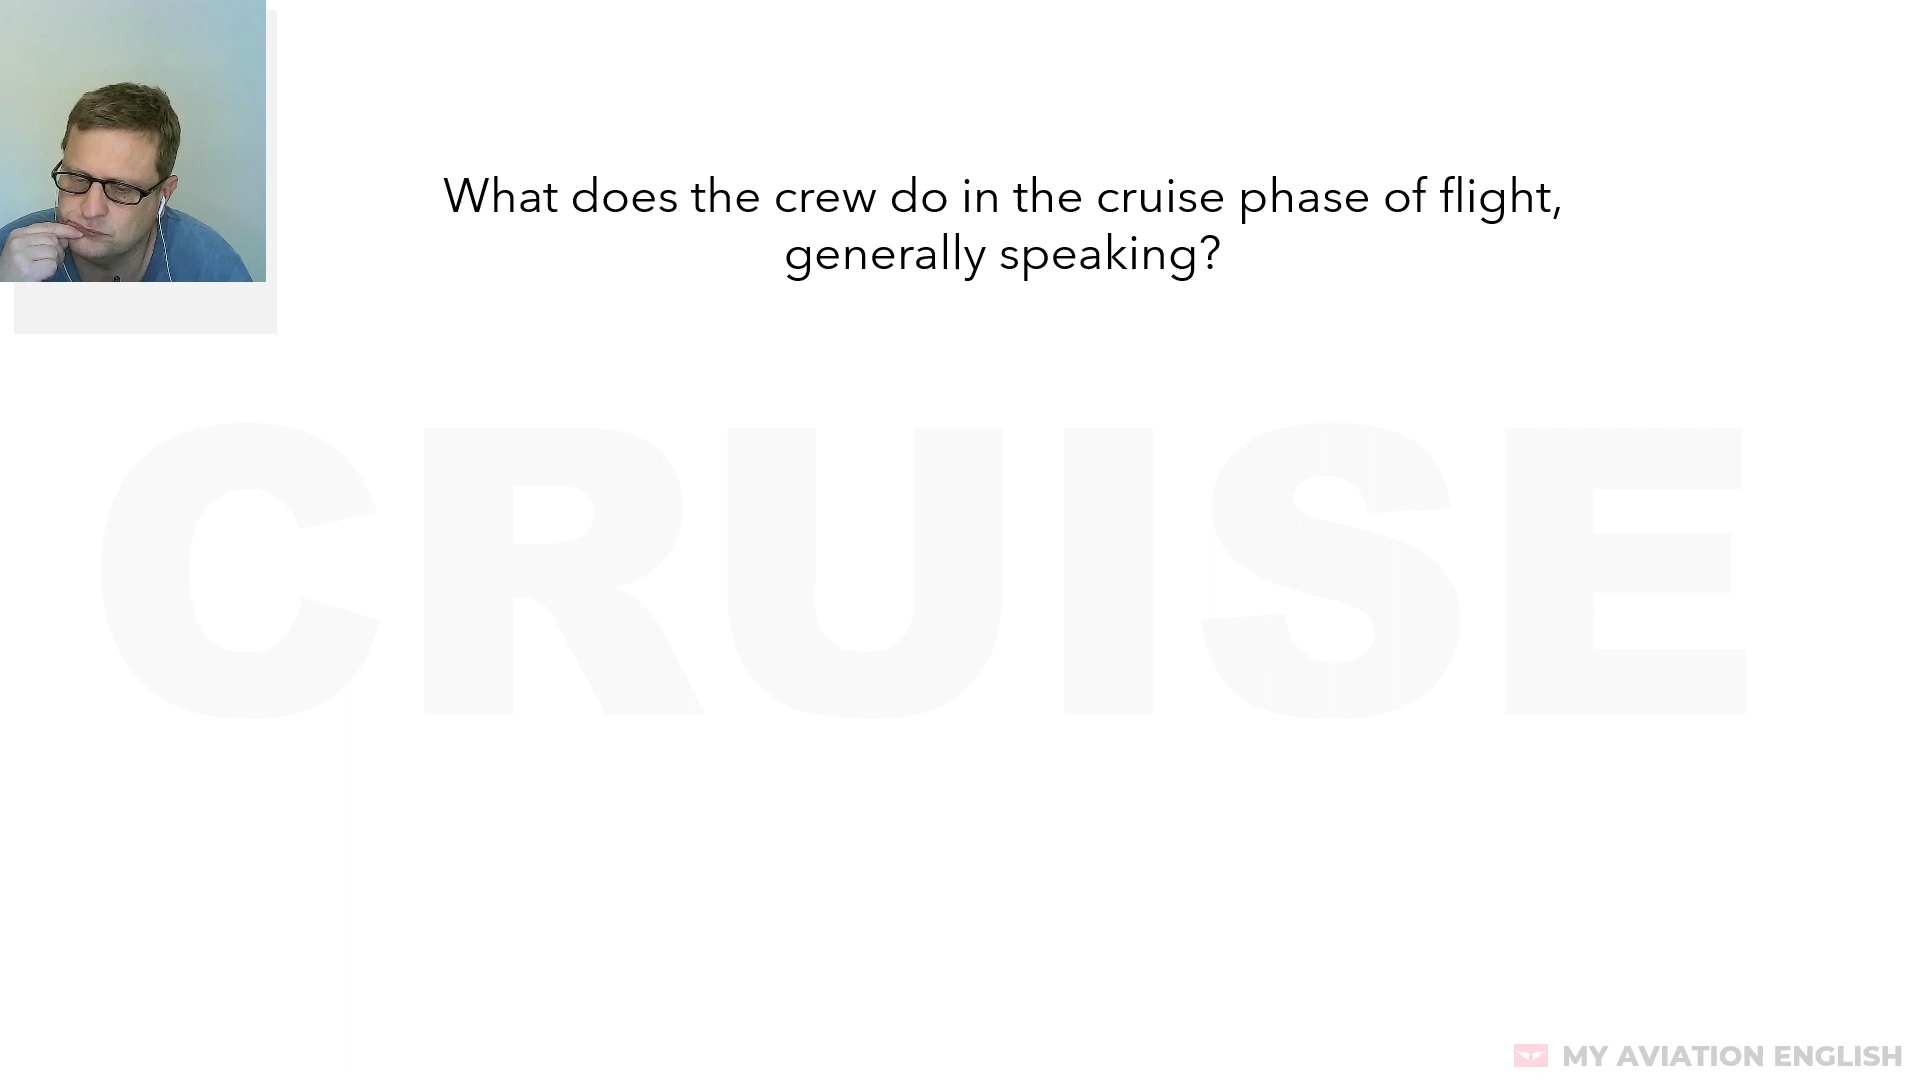 What does the crew do in the cruise phase of flight,
generally speaking?
CRUISE
MY AVIATION ENGLISH